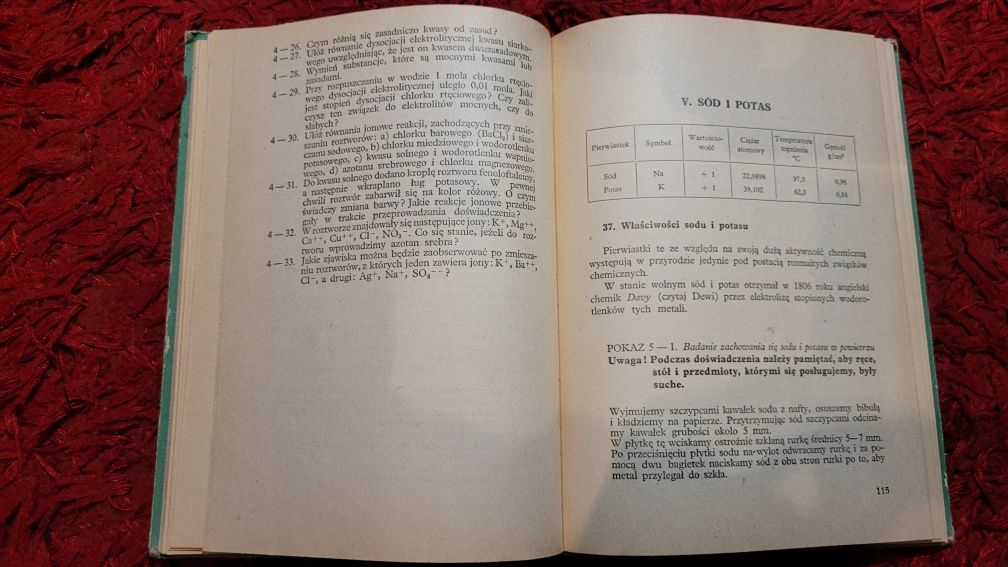 4 — 26. Czym różnią się zasadniczo kwasy od zasad?
4 — 27. Ułóż równanie dysocjacji elektrolitycznej kwasu siarko-
wego uwzględniając, że jest on kwasem dwuzasadowym.
4 — 28. Wymień substancje, które są mocnymi kwasami lub
zasadami.
4 — 29. Przy rozpuszczaniu w wodzie 1 mola chlorku rtęcio-
wego dysocjacji elektrolitycznej uległo 0,01 mola. Jaki
jest stopień dysocjacji chlorku rtęciowego? Czy zali-
czysz ten związek do elektrolitów mocnych, czy do
słabych?
4 — 30. Ułóż równania jonowe reakcji, zachodzących przy zmie-
szaniu roztworów: a) chlorku barowego (BaCl₂) i siar-
czanu sodowego, b) chlorku miedziowego i wodorotlenku
potasowego, c) kwasu solnego i wodorotlenku wapnio-
wego, d) azotanu srebrowego i chlorku magnezowego.
4 — 31. Do kwasu solnego dodano kroplę roztworu fenoloftaleiny,
a następnie wkraplano ług potasowy. W pewnej
chwili roztwór zabarwił się na kolor różowy. O czym
świadczy zmiana barwy? Jakie reakcje jonowe przebie-
gały w trakcie przeprowadzania doświadczenia?
4 — 32. W roztworze znajdowały się następujące jony: K⁺, Mg⁺⁺,
Ca⁺⁺, Cu⁺⁺, Cl⁻, NO₃⁻. Co się stanie, jeżeli do roz-
tworu wprowadzimy azotan srebra?
4 — 33. Jakie zjawiska można będzie zaobserwować po zmiesza-
niu roztworów, z których jeden zawiera jony: K⁺, Ba⁺⁺,
Cl⁻, a drugi: Ag⁺, Na⁺, SO₄⁻⁻?
V. SÓD I POTAS
Pierwiastek Symbol Wartościo-wość Ciężar atomowy Temperatura topnienia °C Gęstość g/cm³
Sód Na + 1 22,9898 97,5 0,96
Potas K + 1 39,102 62,3 0,86
37. Właściwości sodu i potasu
Pierwiastki te ze względu na swoją dużą aktywność chemiczną
występują w przyrodzie jedynie pod postacią rozmaitych związków
chemicznych.
W stanie wolnym sód i potas otrzymał w 1806 roku angielski
chemik Davy (czytaj Dewi) przez elektrolizę stopionych wodoro-
tlenków tych metali.
POKAZ 5 — 1. Badanie zachowania się sodu i potasu w powietrzu
Uwaga! Podczas doświadczenia należy pamiętać, aby ręce,
stół i przedmioty, którymi się posługujemy, były
suche.
Wyjmujemy szczypcami kawałek sodu z nafty, osuszamy bibułą
i kładziemy na papierze. Przytrzymując sód szczypcami odcina-
my kawałek grubości około 5 mm.
W płytkę tę wciskamy ostrożnie szklaną rurkę średnicy 5—7 mm.
Po przeciśnięciu płytki sodu na wylot odwracamy rurkę i za po-
mocą dwu bagietek naciskamy sód z obu stron rurki po to, aby
metal przylegał do szkła.
115